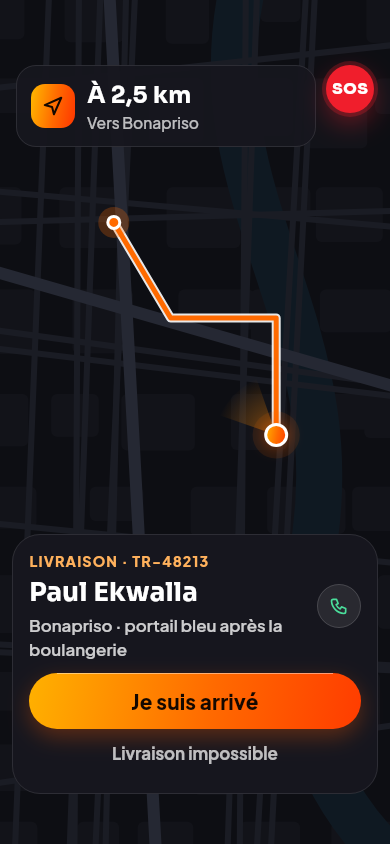 À 2,5 km
Vers Bonapriso
SOS
LIVRAISON · TR-48213
Paul Ekwalla
Bonapriso · portail bleu après la
boulangerie
Je suis arrivé
Livraison impossible